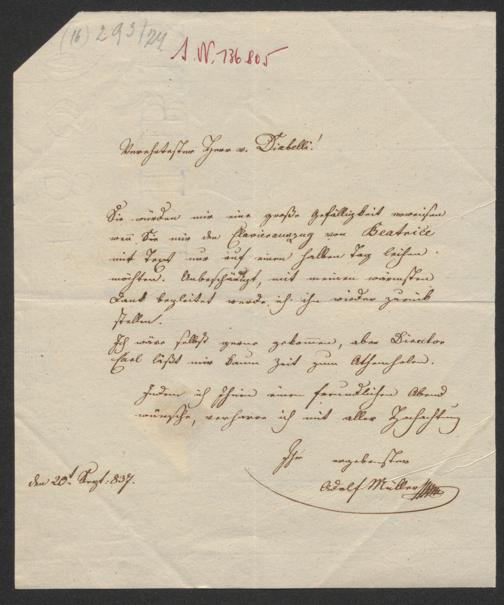 (16) 293/24
I.N. 136.805
Verehrtester Herr v. Diabelli!
Sie würden mir eine große Gefälligkeit erweisen
wenn Sie mir den Clavierauszug von Beatrice
mit Text nur auf einen halben Tag leihen
möchten. Unbeschädigt, mit meinem wärmsten
Dank begleitet werde ich ihn wieder zurück
stellen.
Ich wäre selbst gerne gekommen, aber Director
Carl läßt mir kaum Zeit zum Athemholen.
Indem ich Ihnen einen freundlichen Abend
wünsche, verharre ich mit aller Hochachtung
Ihr ergebenster
Adolf Müller
den 20t Sept: 837.